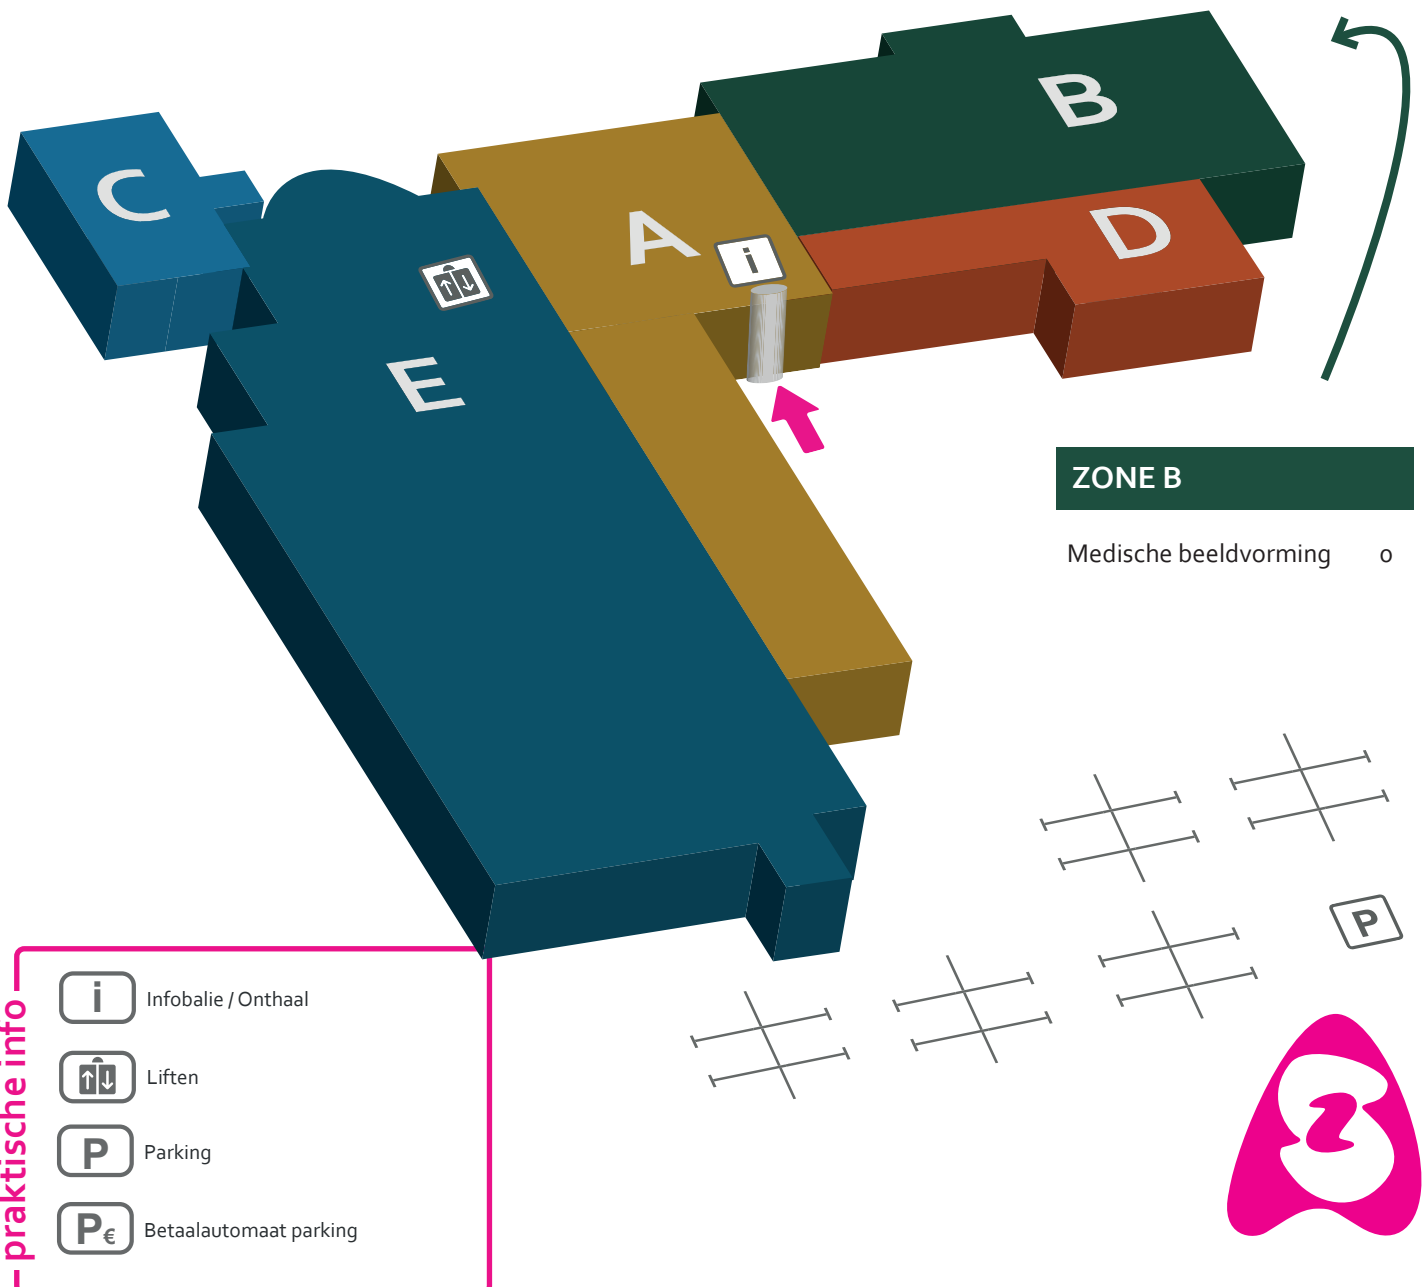 B
C
A
i
D
E
ZONE B
Medische beeldvorming 0
P
praktische info
i Infobalie / Onthaal
Liften
P Parking
P€ Betaalautomaat parking
z